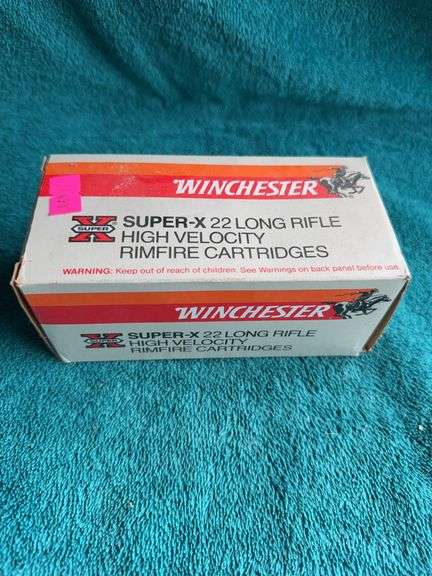 WINCHESTER
X SUPER
SUPER-X 22 LONG RIFLE
HIGH VELOCITY
RIMFIRE CARTRIDGES
WARNING: Keep out of reach of children. See Warnings on back panel before use.
WINCHESTER
X SUPER
SUPER-X 22 LONG RIFLE
HIGH VELOCITY
RIMFIRE CARTRIDGES